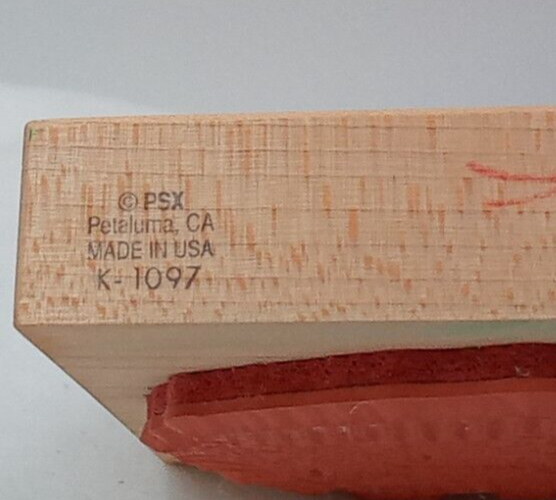 © PSX
Petaluma, CA
MADE IN USA
K- 1097